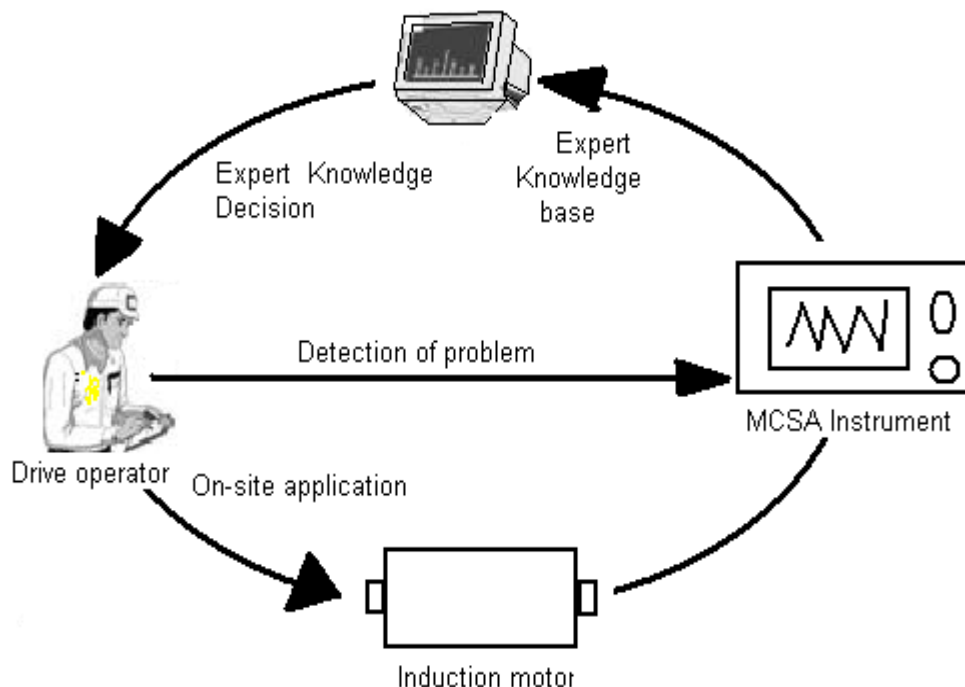 Expert Knowledge
Decision
Expert
Knowledge
base
Detection of problem
MCSA Instrument
Drive operator
On-site application
Induction motor